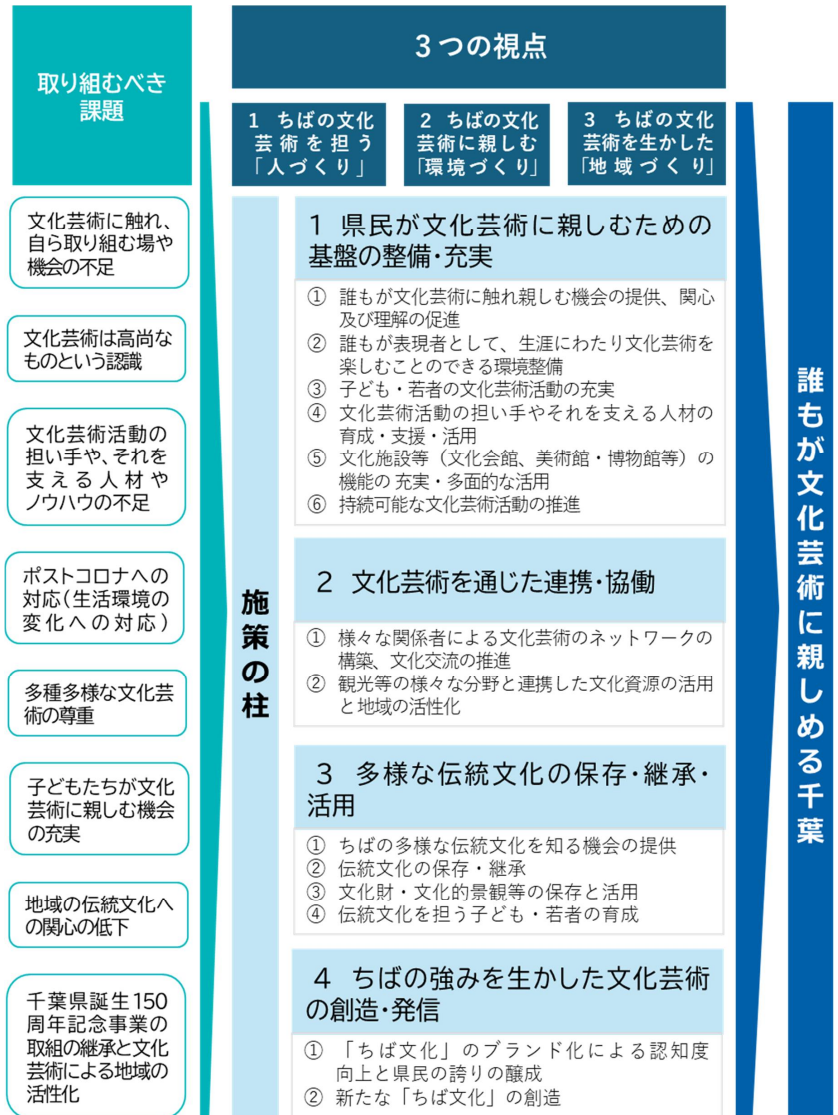 取り組むべき
課題
文化芸術に触れ、
自ら取り組む場や
機会の不足
文化芸術は高尚な
ものという認識
文化芸術活動の
担い手や、それを
支える人材や
ノウハウの不足
ポストコロナへの
対応(生活環境の
変化への対応)
多種多様な文化芸
術の尊重
子どもたちが文化
芸術に親しむ機会
の充実
地域の伝統文化へ
の関心の低下
千葉県誕生150
周年記念事業の
取組の継承と文化
芸術による地域の
活性化
3つの視点
1 ちばの文化
芸術を担う
「人づくり」
2 ちばの文化
芸術に親しむ
「環境づくり」
3 ちばの文化
芸術を生かした
「地域づくり」
施策の柱
1 県民が文化芸術に親しむための
基盤の整備・充実
① 誰もが文化芸術に触れ親しむ機会の提供、関心
及び理解の促進
② 誰もが表現者として、生涯にわたり文化芸術を
楽しむことのできる環境整備
③ 子ども・若者の文化芸術活動の充実
④ 文化芸術活動の担い手やそれを支える人材の
育成・支援・活用
⑤ 文化施設等(文化会館、美術館・博物館等)の
機能の 充実・多面的な活用
⑥ 持続可能な文化芸術活動の推進
2 文化芸術を通じた連携・協働
① 様々な関係者による文化芸術のネットワークの
構築、文化交流の推進
② 観光等の様々な分野と連携した文化資源の活用
と地域の活性化
3 多様な伝統文化の保存・継承・
活用
① ちばの多様な伝統文化を知る機会の提供
② 伝統文化の保存・継承
③ 文化財・文化的景観等の保存と活用
④ 伝統文化を担う子ども・若者の育成
4 ちばの強みを生かした文化芸術
の創造・発信
① 「ちば文化」のブランド化による認知度
向上と県民の誇りの醸成
② 新たな「ちば文化」の創造
誰もが文化芸術に親しめる千葉